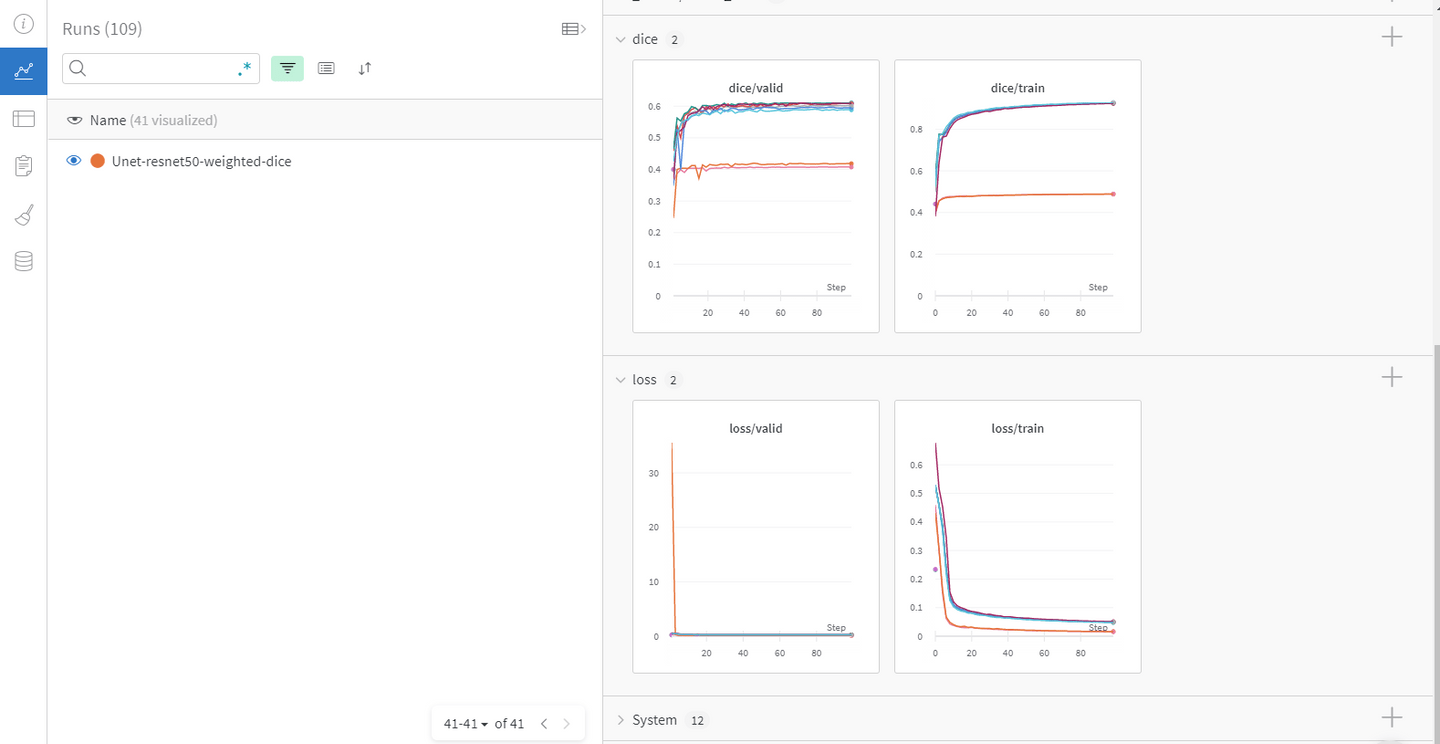 Runs (109)
.*
Name (41 visualized)
Unet-resnet50-weighted-dice
41-41 of 41
dice 2
dice/valid
0.6
0.5
0.4
0.3
0.2
0.1
0
Step
20 40 60 80
dice/train
0.8
0.6
0.4
0.2
0
Step
0 20 40 60 80
loss 2
loss/valid
30
20
10
0
Step
20 40 60 80
loss/train
0.6
0.5
0.4
0.3
0.2
0.1
0
Step
0 20 40 60 80
System 12